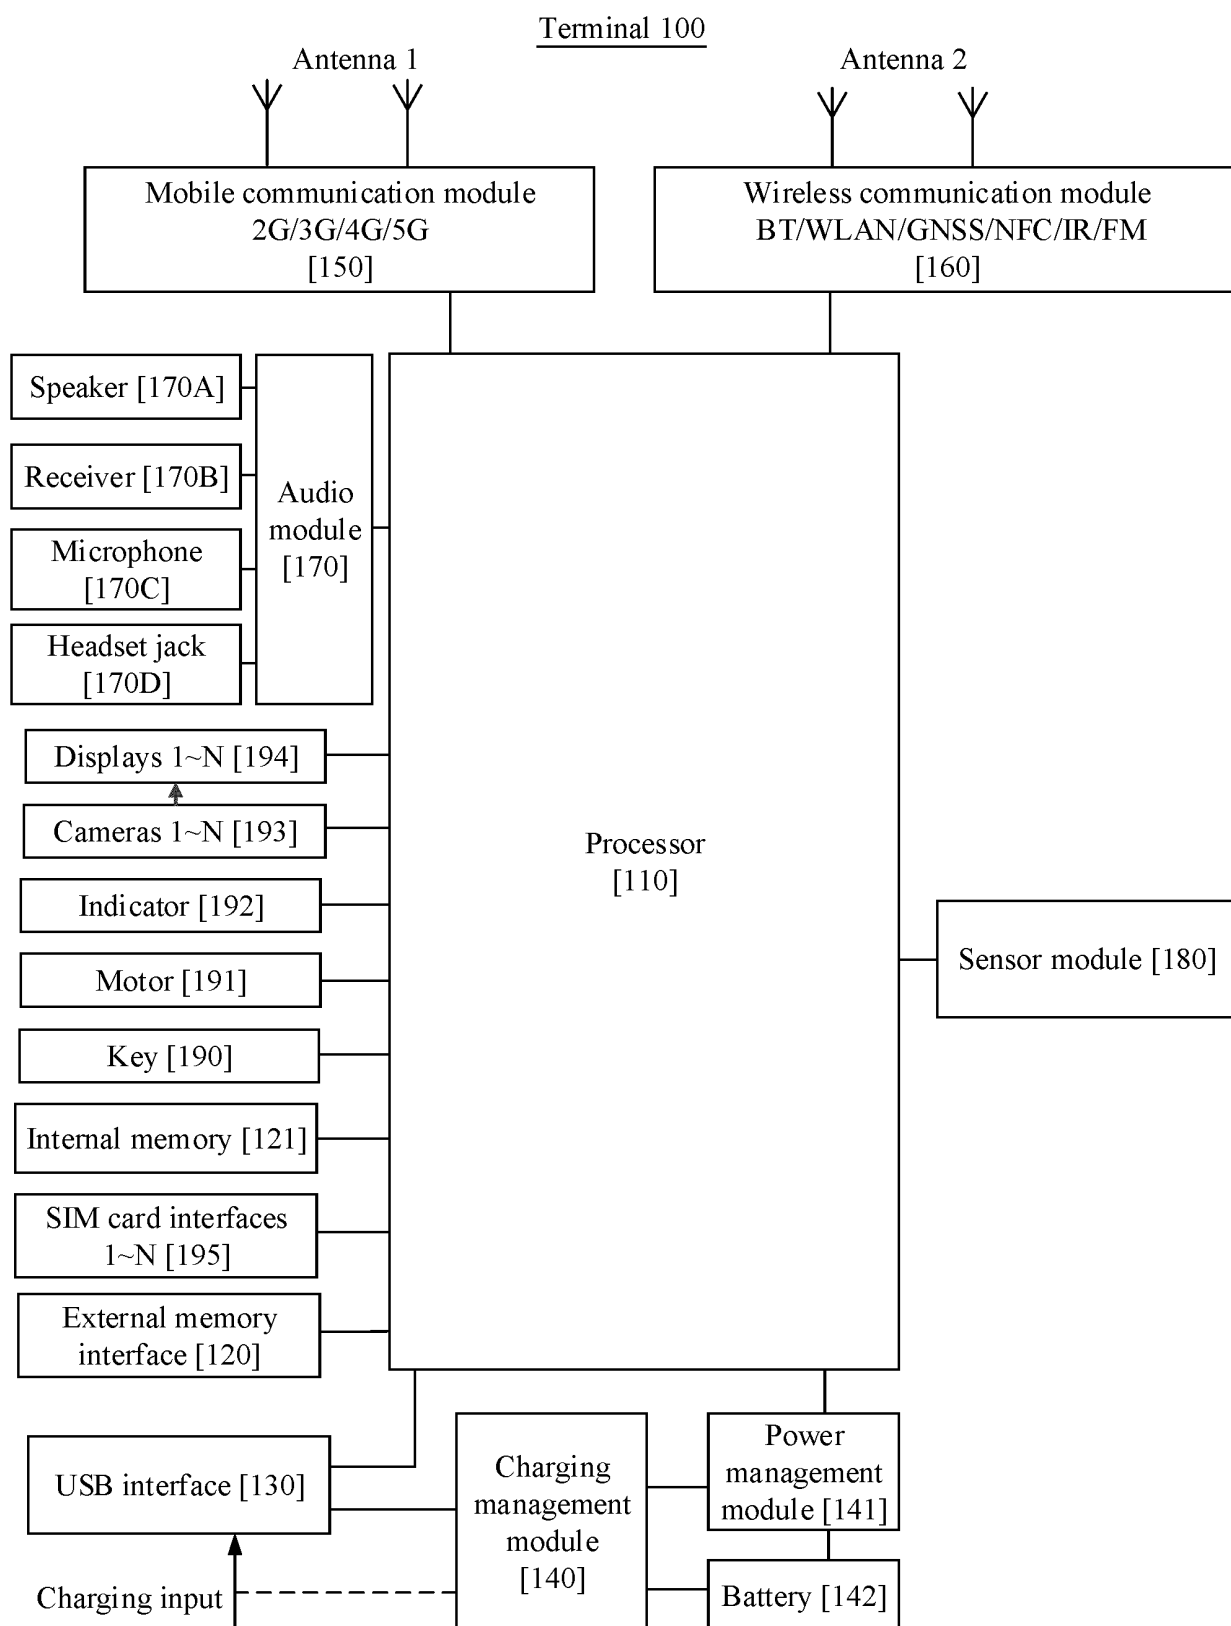 Terminal 100
Antenna 1
Antenna 2
Mobile communication module
2G/3G/4G/5G
[150]
Wireless communication module
BT/WLAN/GNSS/NFC/IR/FM
[160]
Speaker [170A]
Receiver [170B]
Microphone
[170C]
Headset jack
[170D]
Audio
module
[170]
Displays 1~N [194]
Cameras 1~N [193]
Indicator [192]
Motor [191]
Key [190]
Internal memory [121]
SIM card interfaces
1~N [195]
External memory
interface [120]
Processor
[110]
Sensor module [180]
USB interface [130]
Charging input
Charging
management
module
[140]
Power
management
module [141]
Battery [142]